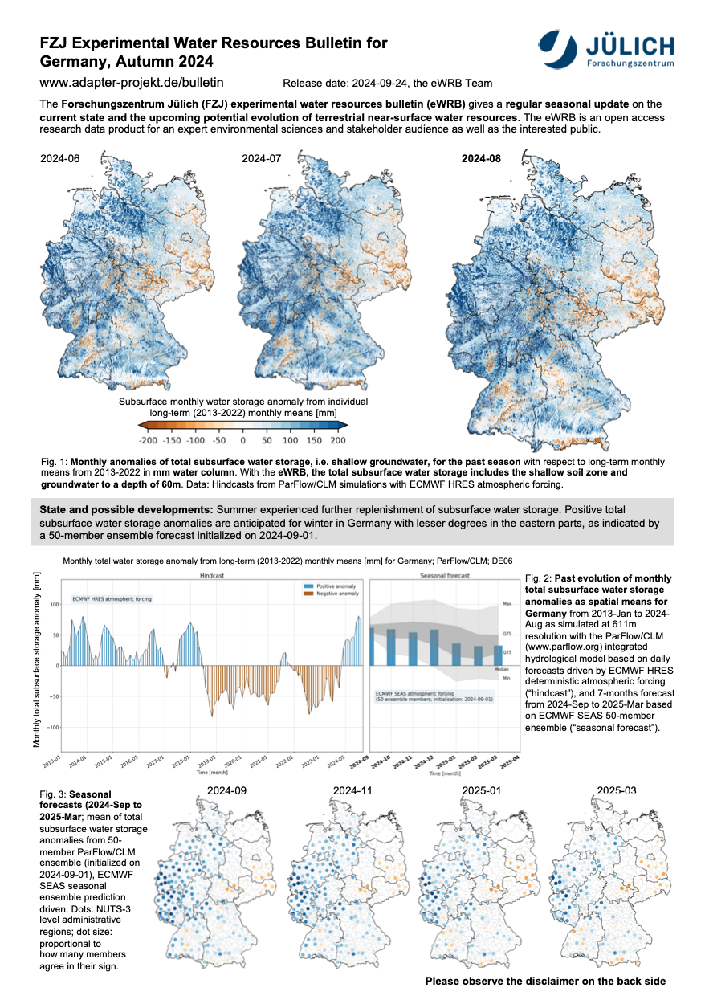 FZJ Experimental Water Resources Bulletin for
Germany, Autumn 2024
JÜLICH
Forschungszentrum
www.adapter-projekt.de/bulletin
Release date: 2024-09-24, the eWRB Team
The Forschungszentrum Jülich (FZJ) experimental water resources bulletin (eWRB) gives a regular seasonal update on the
current state and the upcoming potential evolution of terrestrial near-surface water resources. The eWRB is an open access
research data product for an expert environmental sciences and stakeholder audience as well as the interested public.
2024-06
2024-07
2024-08
Subsurface monthly water storage anomaly from individual
long-term (2013-2022) monthly means [mm]
-200 -150 -100 -50 0 50 100 150 200
Fig. 1: Monthly anomalies of total subsurface water storage, i.e. shallow groundwater, for the past season with respect to long-term monthly
means from 2013-2022 in mm water column. With the eWRB, the total subsurface water storage includes the shallow soil zone and
groundwater to a depth of 60m. Data: Hindcasts from ParFlow/CLM simulations with ECMWF HRES atmospheric forcing.
State and possible developments: Summer experienced further replenishment of subsurface water storage. Positive total
subsurface water storage anomalies are anticipated for winter in Germany with lesser degrees in the eastern parts, as indicated by
a 50-member ensemble forecast initialized on 2024-09-01.
Monthly total water storage anomaly from long-term (2013-2022) monthly means [mm] for Germany; ParFlow/CLM; DE06
Monthly total subsurface storage anomaly [mm]
Hindcast
ECMWF HRES atmospheric forcing
Positive anomaly
Negative anomaly
100
50
0
−50
−100
2013-01 2014-01 2015-01 2016-01 2017-01 2018-01 2019-01 2020-01 2021-01 2022-01 2023-01 2024-01
Time [month]
Seasonal forecast
Max
Q75
Q25
Median
Min
ECMWF SEAS atmospheric forcing
(50 ensemble members; initialisation: 2024-09-01)
2024-09 2024-10 2024-11 2024-12 2025-01 2025-02 2025-03 2025-04
Time [month]
Fig. 2: Past evolution of monthly
total subsurface water storage
anomalies as spatial means for
Germany from 2013-Jan to 2024-
Aug as simulated at 611m
resolution with the ParFlow/CLM
(www.parflow.org) integrated
hydrological model based on daily
forecasts driven by ECMWF HRES
deterministic atmospheric forcing
(“hindcast”), and 7-months forecast
from 2024-Sep to 2025-Mar based
on ECMWF SEAS 50-member
ensemble (“seasonal forecast”).
Fig. 3: Seasonal
forecasts (2024-Sep to
2025-Mar; mean of total
subsurface water storage
anomalies from 50-
member ParFlow/CLM
ensemble (initialized on
2024-09-01), ECMWF
SEAS seasonal
ensemble prediction
driven. Dots: NUTS-3
level administrative
regions; dot size:
proportional to
how many members
agree in their sign.
2024-09
2024-11
2025-01
2025-03
Please observe the disclaimer on the back side